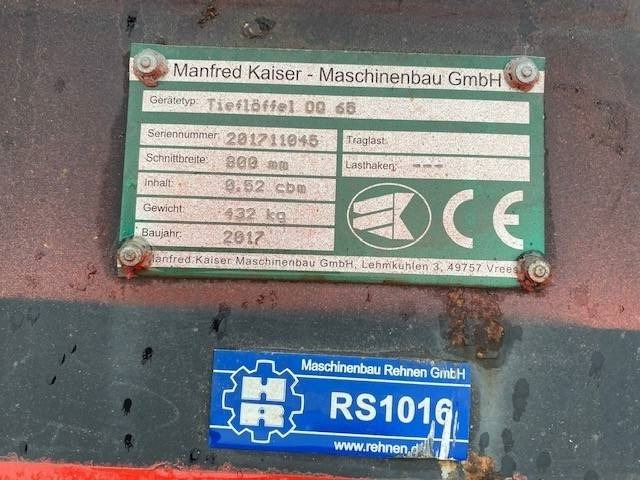 Manfred Kaiser - Maschinenbau GmbH
Gerätetyp: Tieflöffel OQ 65
Seriennummer: 201711045
Schnittbreite: 800 mm
Inhalt: 0.52 cbm
Gewicht: 432 kg
Baujahr: 2017
Traglast:
Lasthaken: ---
CE
Manfred Kaiser Maschinenbau GmbH, Lehmkuhlen 3, 49757 Vrees
HR
Maschinenbau Rehnen GmbH
RS1016
www.rehnen.d